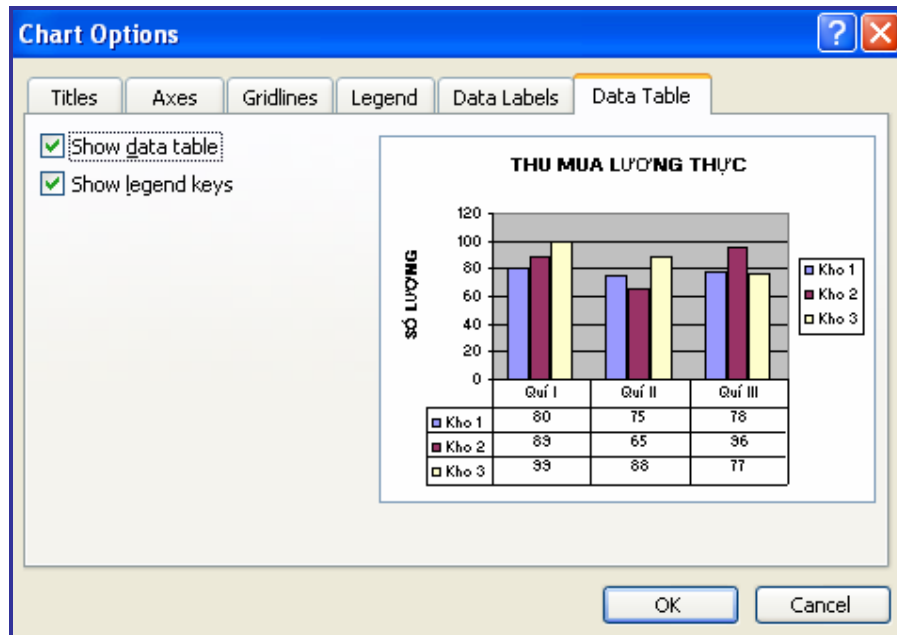 Chart Options
Titles Axes Gridlines Legend Data Labels Data Table
Show data table
Show legend keys
THU MUA LƯƠNG THỰC
SỐ LƯỢNG
120
100
80
60
40
20
0
Kho 1
Kho 2
Kho 3
Quí I Quí II Quí III
Kho 1 80 75 78
Kho 2 89 65 96
Kho 3 99 88 77
OK Cancel